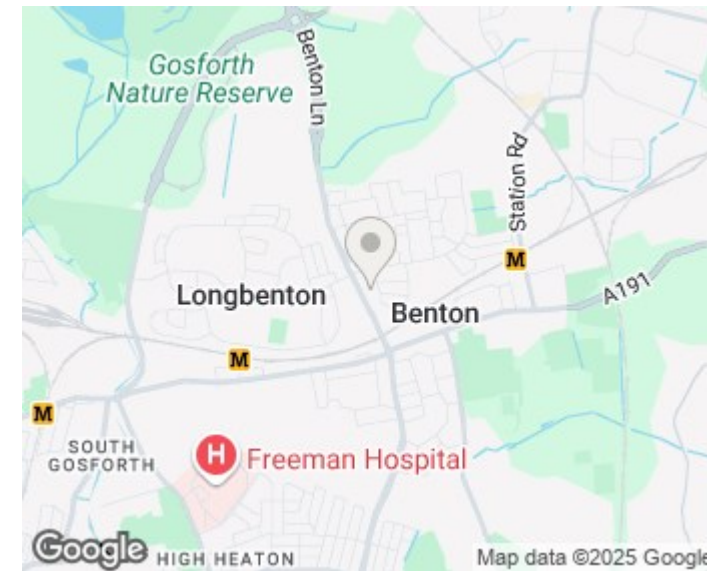 Gosforth
Nature Reserve
Benton Ln
Station Rd
M
Longbenton
Benton
A191
M
M
SOUTH
GOSFORTH
H
Freeman Hospital
Google
HIGH HEATON
Map data ©2025 Google